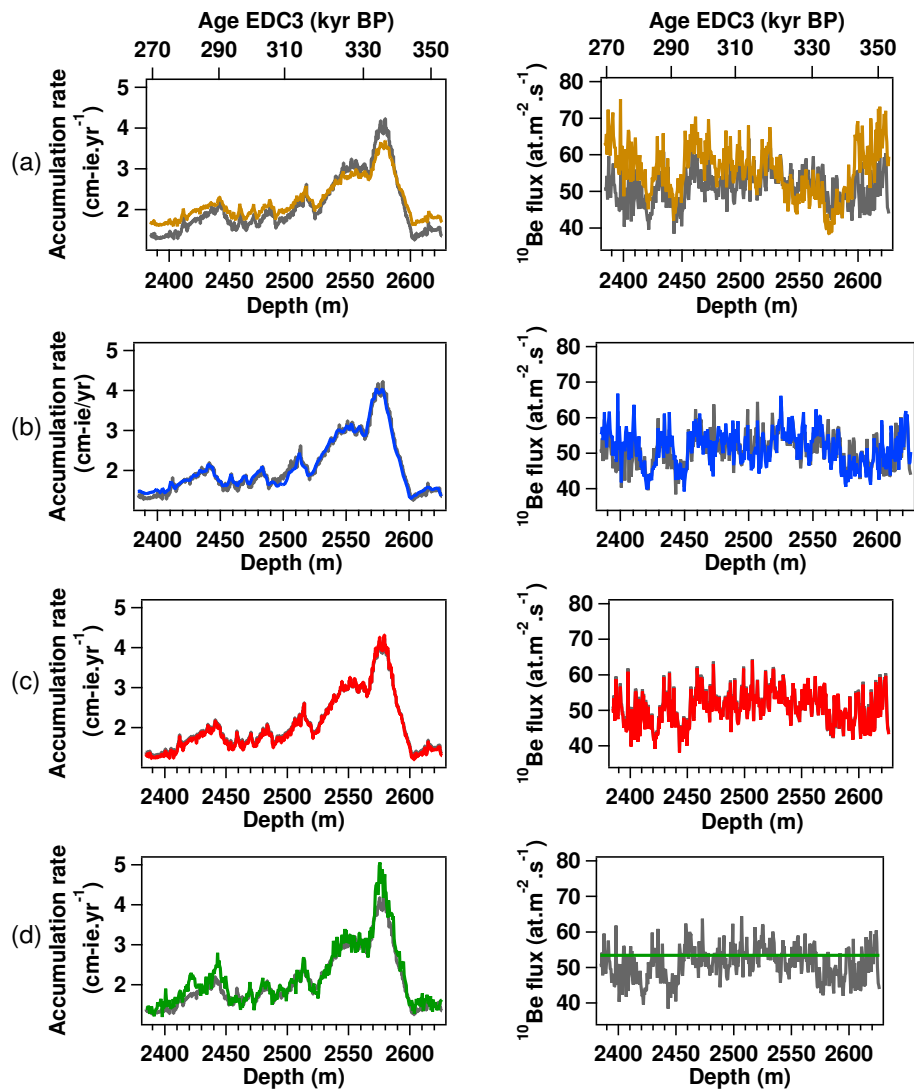 Age EDC3 (kyr BP)
270 290 310 330 350
(a)
Accumulation rate
(cm-ie.yr⁻¹)
5
4
3
2
2400 2450 2500 2550 2600
Depth (m)
Age EDC3 (kyr BP)
270 290 310 330 350
¹⁰Be flux (at.m⁻².s⁻¹)
80
70
60
50
40
2400 2450 2500 2550 2600
Depth (m)
(b)
Accumulation rate
(cm-ie/yr)
5
4
3
2
2400 2450 2500 2550 2600
Depth (m)
¹⁰Be flux (at.m⁻².s⁻¹)
80
70
60
50
40
2400 2450 2500 2550 2600
Depth (m)
(c)
Accumulation rate
(cm-ie.yr⁻¹)
5
4
3
2
2400 2450 2500 2550 2600
Depth (m)
¹⁰Be flux (at.m⁻².s⁻¹)
80
70
60
50
40
2400 2450 2500 2550 2600
Depth (m)
(d)
Accumulation rate
(cm-ie.yr⁻¹)
5
4
3
2
2400 2450 2500 2550 2600
Depth (m)
¹⁰Be flux (at.m⁻².s⁻¹)
80
70
60
50
40
2400 2450 2500 2550 2600
Depth (m)